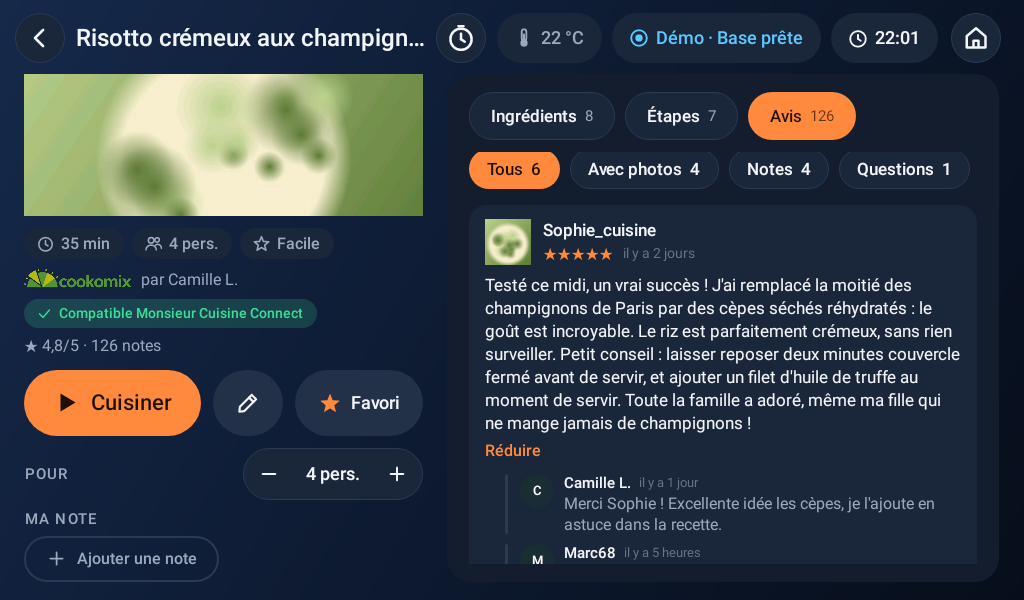 Risotto crémeux aux champign...
22 °C
Démo · Base prête
22:01
35 min
4 pers.
Facile
cookomix par Camille L.
Compatible Monsieur Cuisine Connect
★ 4,8/5 · 126 notes
Cuisiner
Favori
POUR
4 pers.
MA NOTE
Ajouter une note
Ingrédients 8
Étapes 7
Avis 126
Tous 6
Avec photos 4
Notes 4
Questions 1
Sophie_cuisine
★★★★★ il y a 2 jours
Testé ce midi, un vrai succès ! J'ai remplacé la moitié des
champignons de Paris par des cèpes séchés réhydratés : le
goût est incroyable. Le riz est parfaitement crémeux, sans rien
surveiller. Petit conseil : laisser reposer deux minutes couvercle
fermé avant de servir, et ajouter un filet d'huile de truffe au
moment de servir. Toute la famille a adoré, même ma fille qui
ne mange jamais de champignons !
Réduire
C
Camille L. il y a 1 jour
Merci Sophie ! Excellente idée les cèpes, je l'ajoute en
astuce dans la recette.
M
Marc68 il y a 5 heures